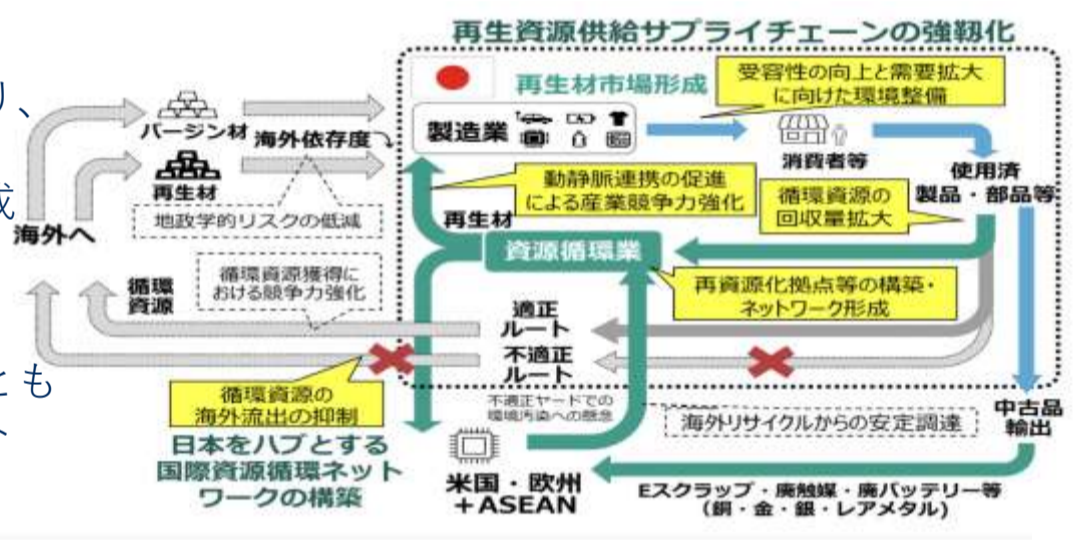 再生資源供給サプライチェーンの強靱化
り、
再生材市場形成
受容性の向上と需要拡大
に向けた環境整備
バージン材
海外依存度
製造業
消費者等
再生材
動静脈連携の促進
による産業競争力強化
循環資源の
回収量拡大
使用済
製品・部品等
地政学的リスクの低減
再生材
海外へ
資源循環業
循環資源獲得に
おける競争力強化
循環
資源
再資源化拠点等の構築・
ネットワーク形成
適正
ルート
不適正
ルート
とも
循環資源の
海外流出の抑制
不適正ヤードでの
環境汚染への懸念
海外リサイクルからの安定調達
中古品
輸出
日本をハブとする
国際資源循環ネット
ワークの構築
米国・欧州
+ASEAN
Eスクラップ・廃触媒・廃バッテリー等
(銅・金・銀・レアメタル)